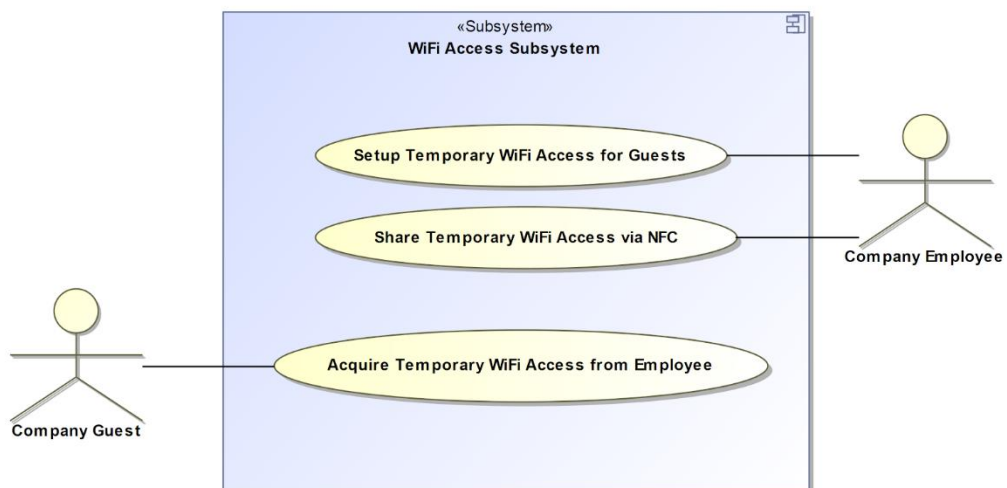 «Subsystem»
WiFi Access Subsystem
Setup Temporary WiFi Access for Guests
Share Temporary WiFi Access via NFC
Company Employee
Acquire Temporary WiFi Access from Employee
Company Guest